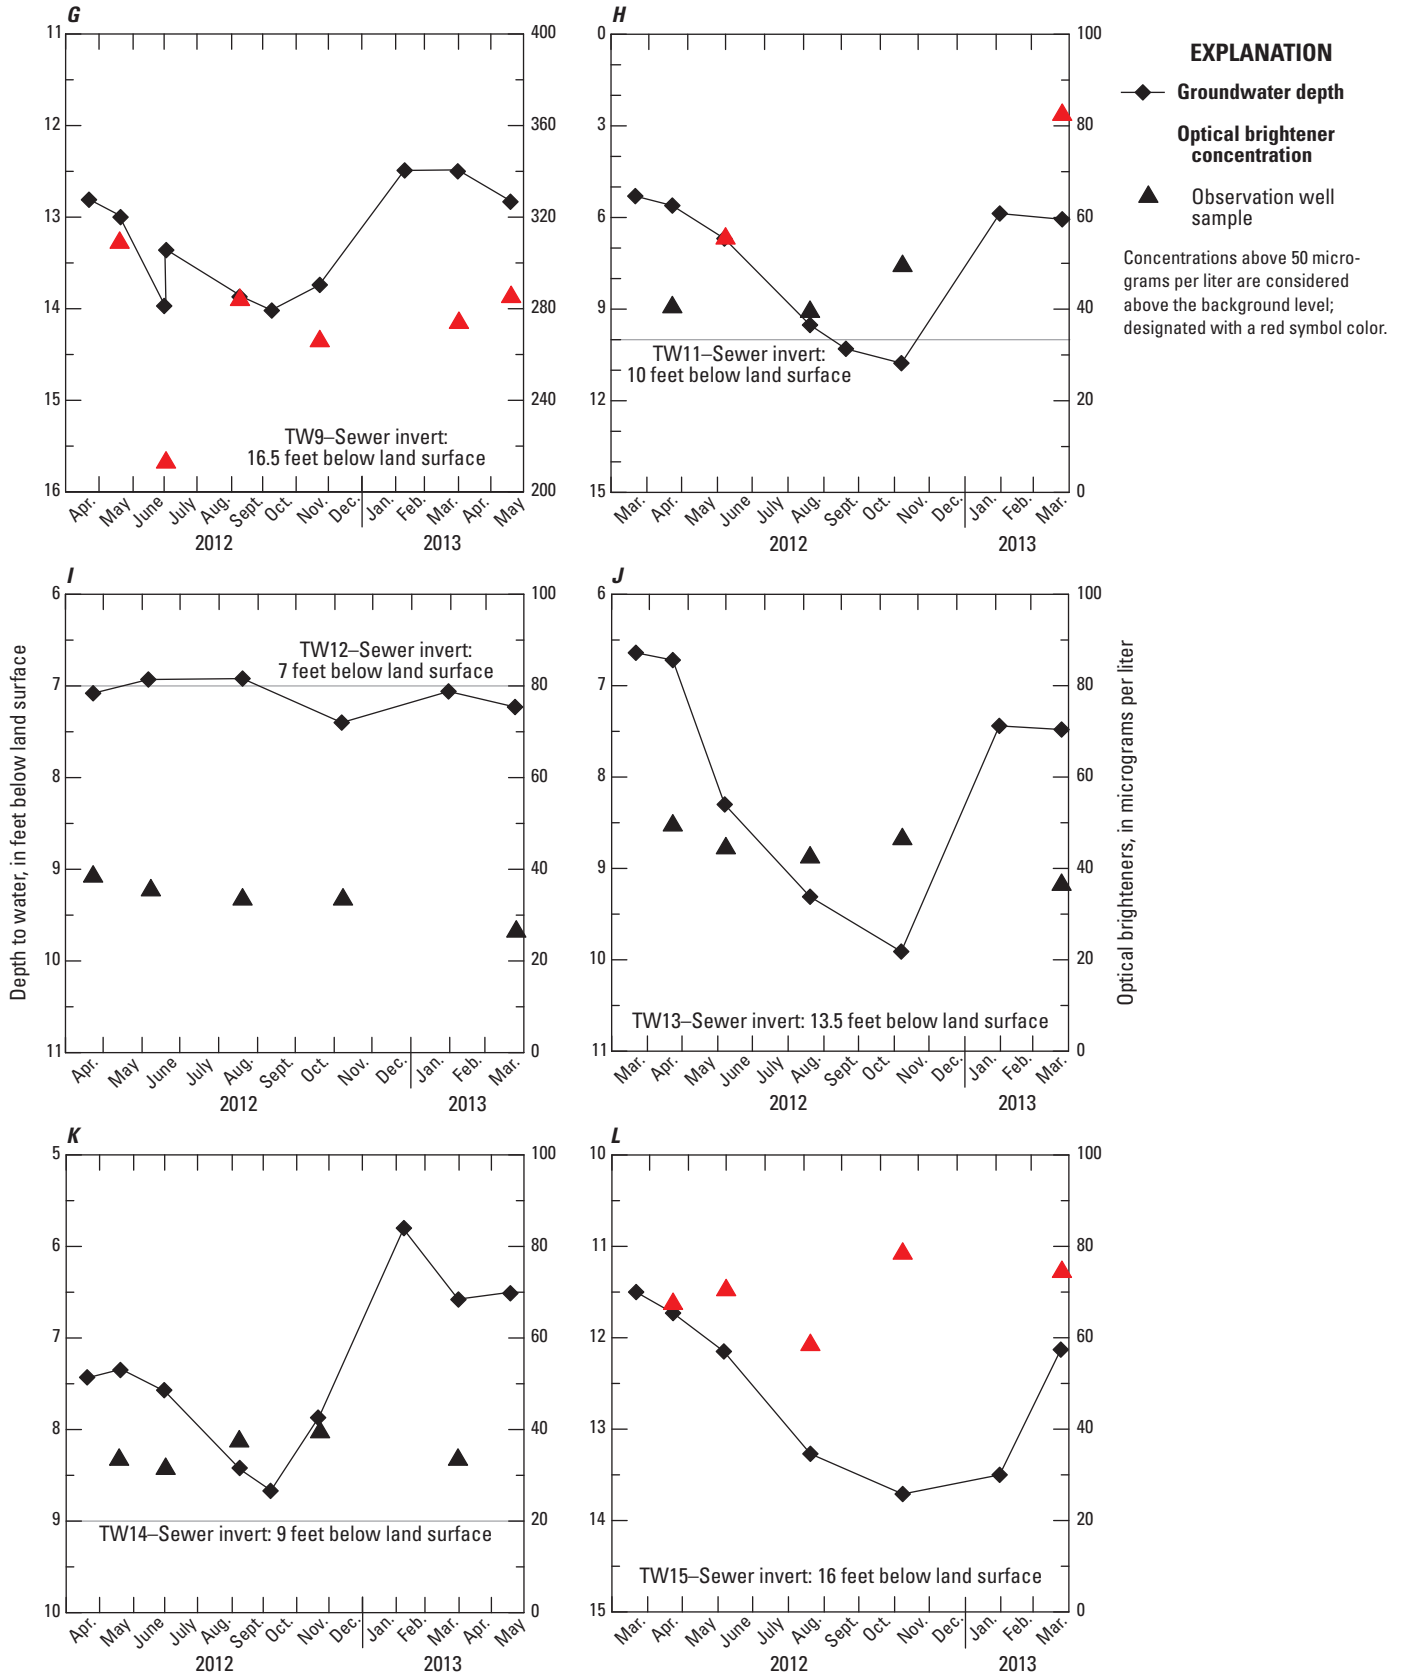 G
11
12
13
14
15
16
400
360
320
280
240
200
TW9–Sewer invert:
16.5 feet below land surface
Apr. May June July Aug. Sept. Oct. Nov. Dec. Jan. Feb. Mar. Apr. May
2012 2013
H
0
3
6
9
12
15
100
80
60
40
20
0
TW11–Sewer invert:
10 feet below land surface
Mar. Apr. May June July Aug. Sept. Oct. Nov. Dec. Jan. Feb. Mar.
2012 2013
EXPLANATION
Groundwater depth
Optical brightener
concentration
Observation well
sample
Concentrations above 50 micro-
grams per liter are considered
above the background level;
designated with a red symbol color.
Depth to water, in feet below land surface
I
6
7
8
9
10
11
100
80
60
40
20
0
TW12–Sewer invert:
7 feet below land surface
Apr. May June July Aug. Sept. Oct. Nov. Dec. Jan. Feb. Mar.
2012 2013
J
6
7
8
9
10
11
100
80
60
40
20
0
TW13–Sewer invert: 13.5 feet below land surface
Mar. Apr. May June July Aug. Sept. Oct. Nov. Dec. Jan. Feb. Mar.
2012 2013
Optical brighteners, in micrograms per liter
K
5
6
7
8
9
10
100
80
60
40
20
0
TW14–Sewer invert: 9 feet below land surface
Apr. May June July Aug. Sept. Oct. Nov. Dec. Jan. Feb. Mar. Apr. May
2012 2013
L
10
11
12
13
14
15
100
80
60
40
20
0
TW15–Sewer invert: 16 feet below land surface
Mar. Apr. May June July Aug. Sept. Oct. Nov. Dec. Jan. Feb. Mar.
2012 2013